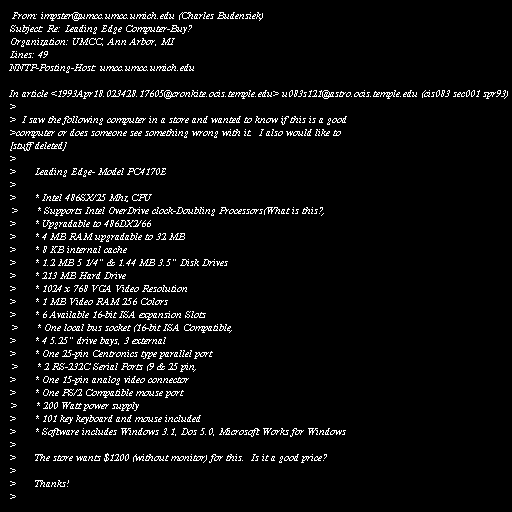 From: impster@umcc.umcc.umich.edu (Charles Budensiek)
Subject: Re: Leading Edge Computer-Buy?
Organization: UMCC, Ann Arbor, MI
Lines: 49
NNTP-Posting-Host: umcc.umcc.umich.edu

In article <1993Apr18.023428.17605@cronkite.ocis.temple.edu> u083s121@astro.ocis.temple.edu (cis083 sec001 spr93)
>
>  I saw the following computer in a store and wanted to know if this is a good
>computer or does someone see something wrong with it.  I also would like to
[stuff deleted]
>
>      Leading Edge- Model PC4170E
>
>      * Intel 486SX/25 Mhz, CPU
>      * Supports Intel OverDrive clock-Doubling Processors(What is this?,
>      * Upgradable to 486DX2/66
>      * 4 MB RAM upgradable to 32 MB
>      * 8 KB internal cache
>      * 1.2 MB 5 1/4" & 1.44 MB 3.5"  Disk Drives
>      * 213 MB Hard Drive
>      * 1024 x 768 VGA Video Resolution
>      * 1 MB Video RAM 256 Colors
>      * 6 Available 16-bit ISA expansion Slots
>      * One local bus socket (16-bit ISA Compatible,
>      * 4 5.25" drive bays, 3 external
>      * One 25-pin Centronics type parallel port
>      * 2 RS-232C Serial Ports (9 & 25 pin,
>      * One 15-pin analog video connector
>      * One PS/2 Compatible mouse port
>      * 200 Watt power supply
>      * 101 key keyboard and mouse included
>      * Software includes Windows 3.1, Dos 5.0, Microsoft Works for Windows
>
>      The store wants $1200 (without monitor) for this.  Is it a good price?
>
>      Thanks!
>